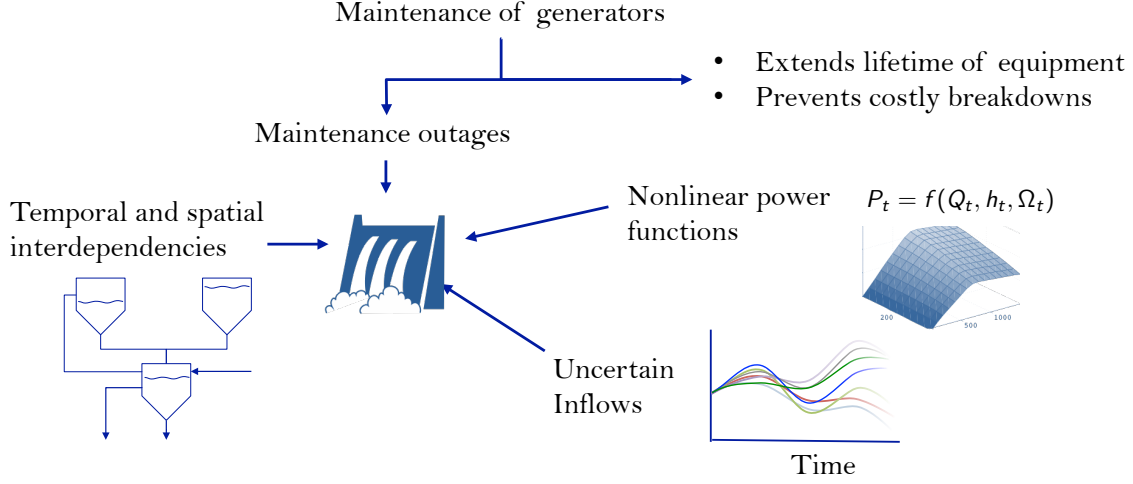 Maintenance of generators
• Extends lifetime of equipment
• Prevents costly breakdowns
Maintenance outages
Temporal and spatial
interdependencies
Nonlinear power
functions
P_t = f(Q_t, h_t, Ω_t)
200
500
1000
Uncertain
Inflows
Time